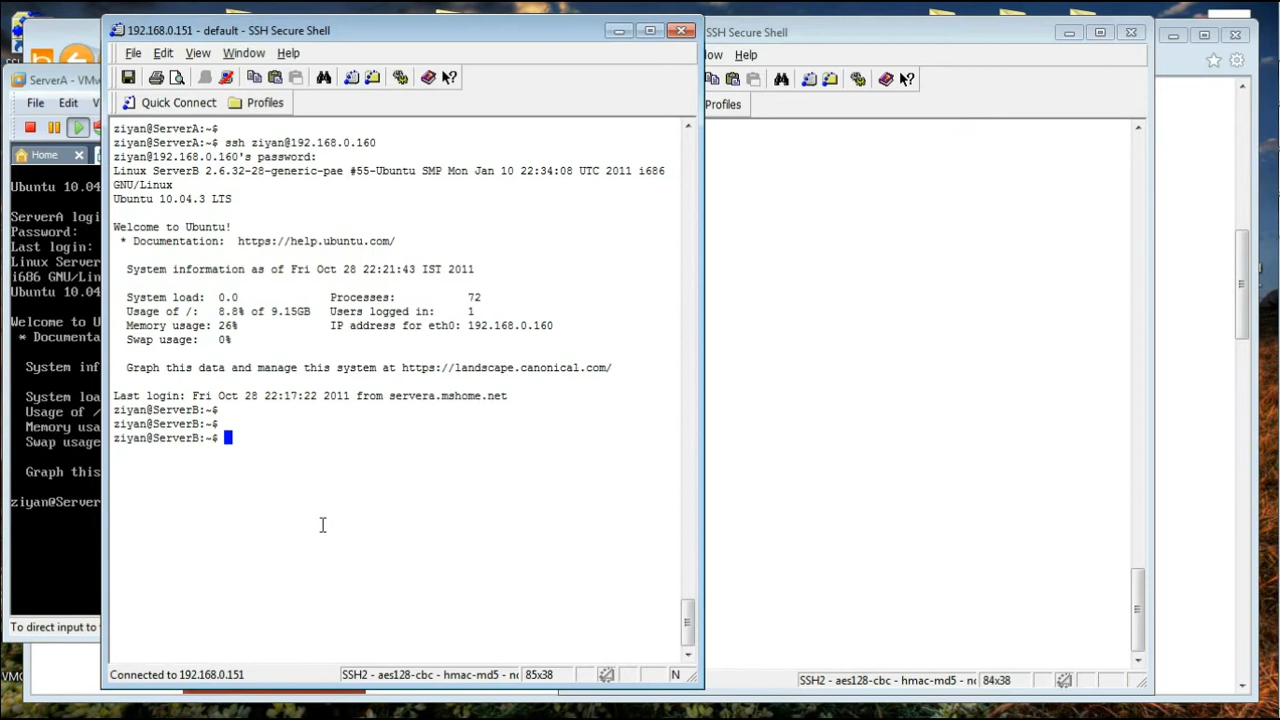 192.168.0.151 - default - SSH Secure Shell
File Edit View Window Help
Quick Connect Profiles
ziyan@ServerA:~$
ziyan@ServerA:~$ ssh ziyan@192.168.0.160
ziyan@192.168.0.160's password:
Linux ServerB 2.6.32-28-generic-pae #55-Ubuntu SMP Mon Jan 10 22:34:08 UTC 2011 i686
GNU/Linux
Ubuntu 10.04.3 LTS
Welcome to Ubuntu!
* Documentation: https://help.ubuntu.com/
System information as of Fri Oct 28 22:21:43 IST 2011
System load: 0.0 Processes: 72
Usage of /: 8.8% of 9.15GB Users logged in: 1
Memory usage: 26% IP address for eth0: 192.168.0.160
Swap usage: 0%
Graph this data and manage this system at https://landscape.canonical.com/
Last login: Fri Oct 28 22:17:22 2011 from servera.mshome.net
ziyan@ServerB:~$
ziyan@ServerB:~$
ziyan@ServerB:~$
Connected to 192.168.0.151 SSH2 - aes128-cbc - hmac-md5 - nc 85x38 N
SSH Secure Shell
Help
Profiles
SSH2 - aes128-cbc - hmac-md5 - nc 84x38
ServerA - VMw
File Edit V
Home
Ubuntu 10.04
ServerA logi
Password:
Last login:
Linux Server
i686 GNU/Lin
Ubuntu 10.04
Welcome to U
* Documenta
System inf
System loa
Usage of /
Memory usa
Swap usage
Graph this
ziyan@Server
To direct input to